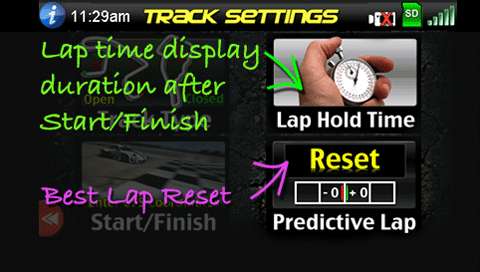 11:29am TRACK SETTINGS SD
Lap time display
duration after
Start/Finish
Open Closed
Lap Hold Time
Reset
- 0 + 0
Best Lap Reset
Start/Finish
Predictive Lap